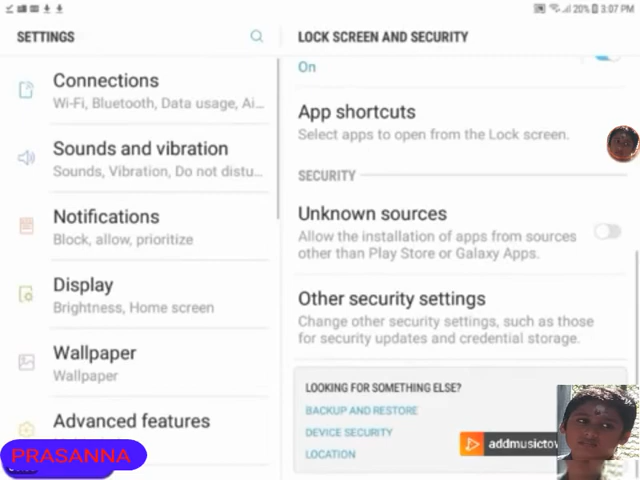 20% 3:07 PM
SETTINGS
LOCK SCREEN AND SECURITY
Connections
Wi-Fi, Bluetooth, Data usage, Ai...
Sounds and vibration
Sounds, Vibration, Do not distu...
Notifications
Block, allow, prioritize
Display
Brightness, Home screen
Wallpaper
Wallpaper
Advanced features
PRASANNA
On
App shortcuts
Select apps to open from the Lock screen.
SECURITY
Unknown sources
Allow the installation of apps from sources
other than Play Store or Galaxy Apps.
Other security settings
Change other security settings, such as those
for security updates and credential storage.
LOOKING FOR SOMETHING ELSE?
BACKUP AND RESTORE
DEVICE SECURITY
LOCATION
addmusictov